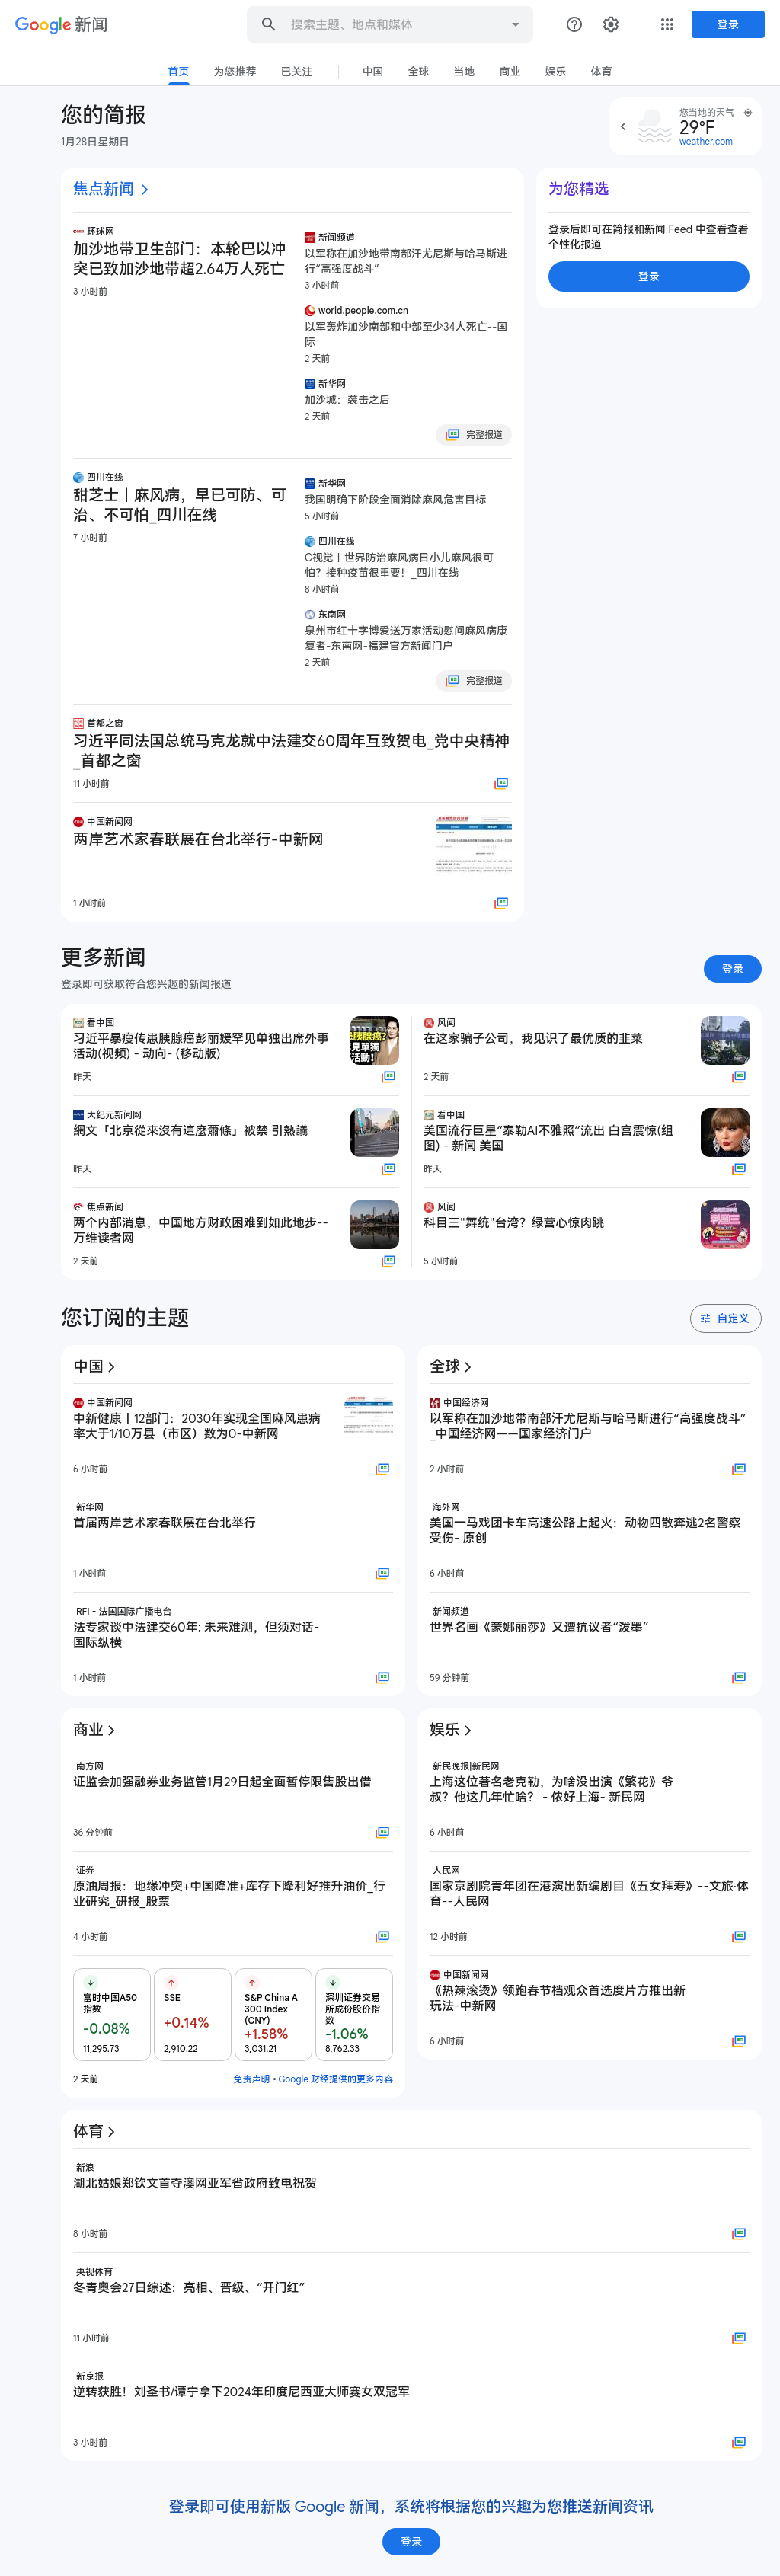 Google 新闻
搜索主题、地点和媒体
登录
首页
为您推荐
已关注
中国
全球
当地
商业
娱乐
体育
您的简报
1月28日星期日
您当地的天气
29°F
weather.com
焦点新闻
环球网
加沙地带卫生部门：本轮巴以冲
突已致加沙地带超2.64万人死亡
3 小时前
新闻频道
以军称在加沙地带南部汗尤尼斯与哈马斯进
行“高强度战斗”
3 小时前
world.people.com.cn
以军轰炸加沙南部和中部至少34人死亡--国
际
2 天前
新华网
加沙城：袭击之后
2 天前
完整报道
四川在线
甜芝士丨麻风病，早已可防、可
治、不可怕_四川在线
7 小时前
新华网
我国明确下阶段全面消除麻风危害目标
5 小时前
四川在线
C视觉丨世界防治麻风病日小儿麻风很可
怕？接种疫苗很重要！_四川在线
8 小时前
东南网
泉州市红十字博爱送万家活动慰问麻风病康
复者-东南网-福建官方新闻门户
2 天前
完整报道
首都之窗
习近平同法国总统马克龙就中法建交60周年互致贺电_党中央精神
_首都之窗
11 小时前
中国新闻网
两岸艺术家春联展在台北举行-中新网
1 小时前
为您精选
登录后即可在简报和新闻 Feed 中查看查看
个性化报道
登录
更多新闻
登录即可获取符合您兴趣的新闻报道
登录
看中国
习近平暴瘦传患胰腺癌彭丽媛罕见单独出席外事
活动(视频) - 动向- (移动版)
昨天
风闻
在这家骗子公司，我见识了最优质的韭菜
2 天前
大纪元新闻网
網文「北京從來沒有這麼蕭條」被禁 引熱議
昨天
看中国
美国流行巨星“泰勒AI不雅照”流出 白宫震惊(组
图) - 新闻 美国
昨天
焦点新闻
两个内部消息，中国地方财政困难到如此地步--
万维读者网
2 天前
风闻
科目三"舞统"台湾？绿营心惊肉跳
5 小时前
您订阅的主题
自定义
中国
中国新闻网
中新健康丨12部门：2030年实现全国麻风患病
率大于1/10万县（市区）数为0-中新网
6 小时前
新华网
首届两岸艺术家春联展在台北举行
1 小时前
RFI - 法国国际广播电台
法专家谈中法建交60年: 未来难测，但须对话-
国际纵横
1 小时前
全球
中国经济网
以军称在加沙地带南部汗尤尼斯与哈马斯进行“高强度战斗”
_中国经济网——国家经济门户
2 小时前
海外网
美国一马戏团卡车高速公路上起火：动物四散奔逃2名警察
受伤- 原创
6 小时前
新闻频道
世界名画《蒙娜丽莎》又遭抗议者“泼墨”
59 分钟前
商业
南方网
证监会加强融券业务监管1月29日起全面暂停限售股出借
36 分钟前
证券
原油周报：地缘冲突+中国降准+库存下降利好推升油价_行
业研究_研报_股票
4 小时前
富时中国A50
指数
-0.08%
11,295.73
SSE
+0.14%
2,910.22
S&P China A
300 Index
(CNY)
+1.58%
3,031.21
深圳证券交易
所成份股价指
数
-1.06%
8,762.33
2 天前
免责声明 • Google 财经提供的更多内容
娱乐
新民晚报|新民网
上海这位著名老克勒，为啥没出演《繁花》爷
叔？他这几年忙啥？ - 侬好上海- 新民网
6 小时前
人民网
国家京剧院青年团在港演出新编剧目《五女拜寿》--文旅·体
育--人民网
12 小时前
中国新闻网
《热辣滚烫》领跑春节档观众首选度片方推出新
玩法-中新网
6 小时前
体育
新浪
湖北姑娘郑钦文首夺澳网亚军省政府致电祝贺
8 小时前
央视体育
冬青奥会27日综述：亮相、晋级、“开门红”
11 小时前
新京报
逆转获胜！刘圣书/谭宁拿下2024年印度尼西亚大师赛女双冠军
3 小时前
登录即可使用新版 Google 新闻，系统将根据您的兴趣为您推送新闻资讯
登录